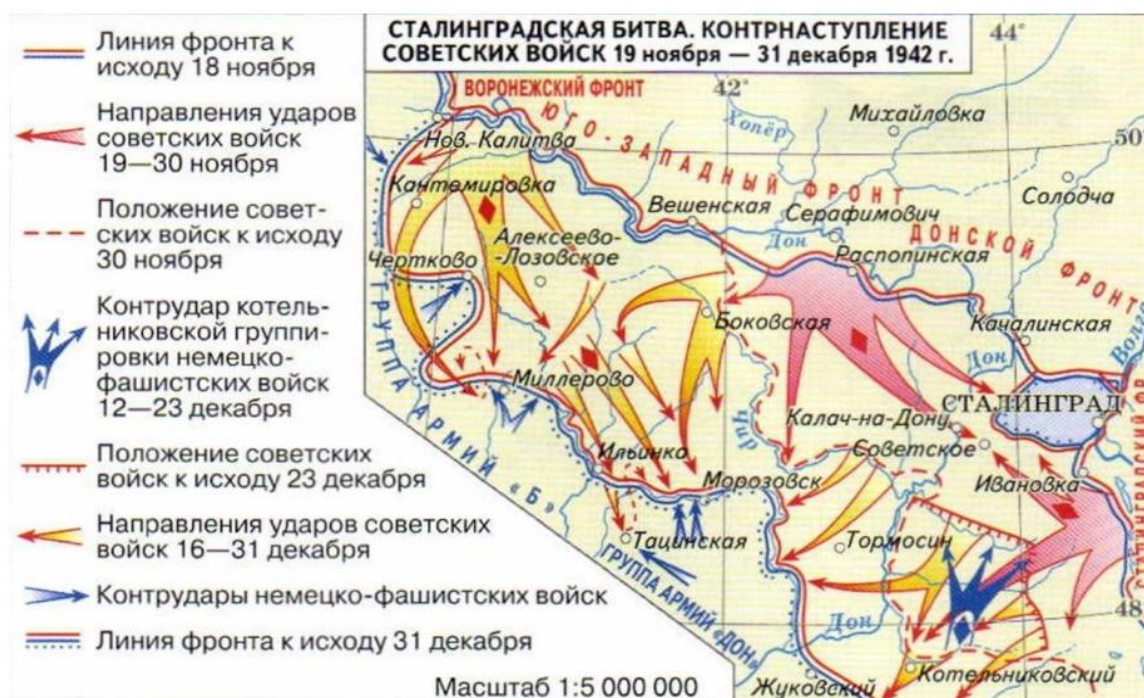 Линия фронта к
исходу 18 ноября
Направления ударов
советских войск
19—30 ноября
Положение совет-
ских войск к исходу
30 ноября
Контрудар котель-
никовской группи-
ровки немецко-
фашистских войск
12—23 декабря
Положение советских
войск к исходу 23 декабря
Направления ударов советских
войск 16—31 декабря
Контрудары немецко-фашистских войск
Линия фронта к исходу 31 декабря
Масштаб 1:5 000 000
СТАЛИНГРАДСКАЯ БИТВА. КОНТРНАСТУПЛЕНИЕ
СОВЕТСКИХ ВОЙСК 19 ноября — 31 декабря 1942 г.
44°
ВОРОНЕЖСКИЙ ФРОНТ
42°
Хопёр
Михайловка
50
Нов. Калитва
ЮГО-ЗАПАДНЫЙ ФРОНТ
Солодча
Кантемировка
Вешенская
Серафимович
ДОНСКОЙ ФРОНТ
Дон
Алексеево-
-Лозовское
Распопинская
Чертково
Боковская
Качалинская
Дон
Миллерово
Чир
Калач-на-Дону
СТАЛИНГРАД
Советское
ГРУППА АРМИЙ «Б»
Ильинка
Морозовск
Ивановка
Тацинская
Тормосин
ГРУППА АРМИЙ «ДОН»
Дон
48
Котельниковский
Жуковский